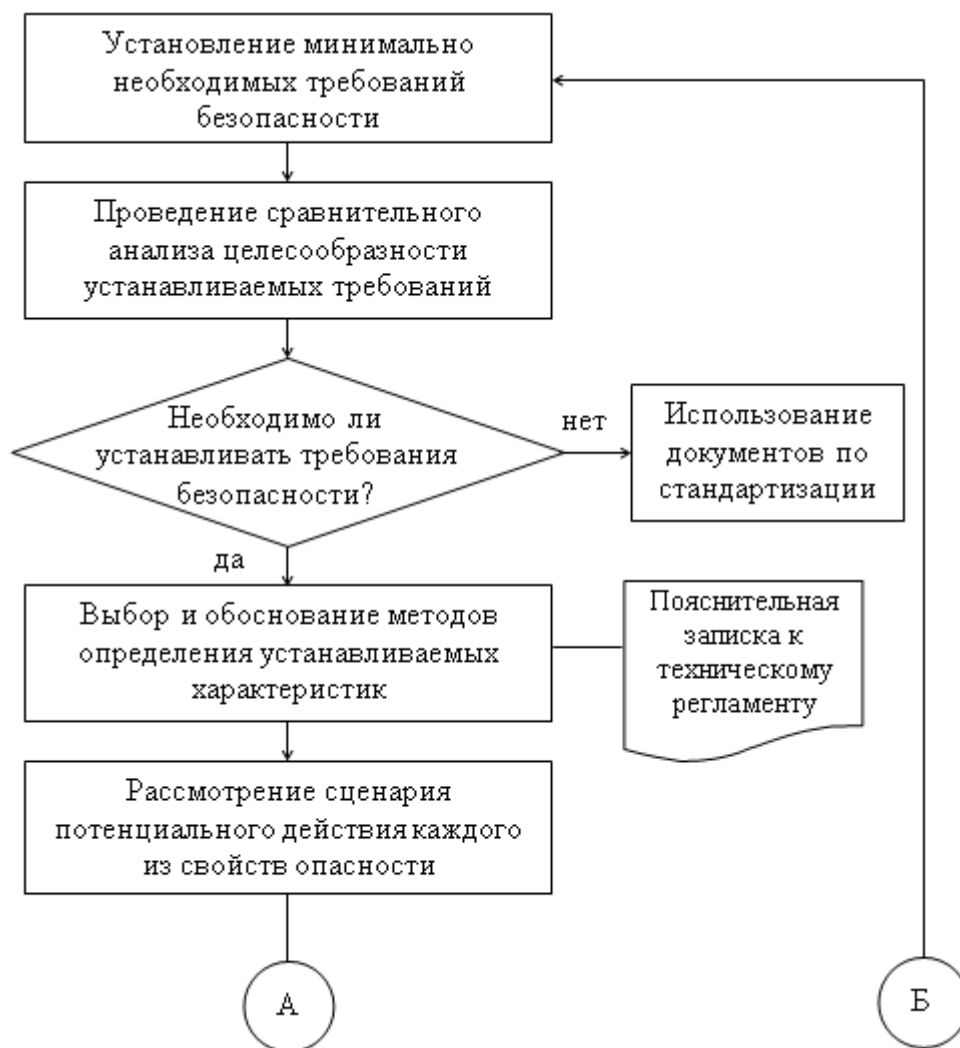 Установление минимально
необходимых требований
безопасности
Проведение сравнительного
анализа целесообразности
устанавливаемых требований
Необходимо ли
устанавливать требования
безопасности?
нет
Использование
документов по
стандартизации
да
Выбор и обоснование методов
определения устанавливаемых
характеристик
Пояснительная
записка к
техническому
регламенту
Рассмотрение сценария
потенциального действия каждого
из свойств опасности
А
Б